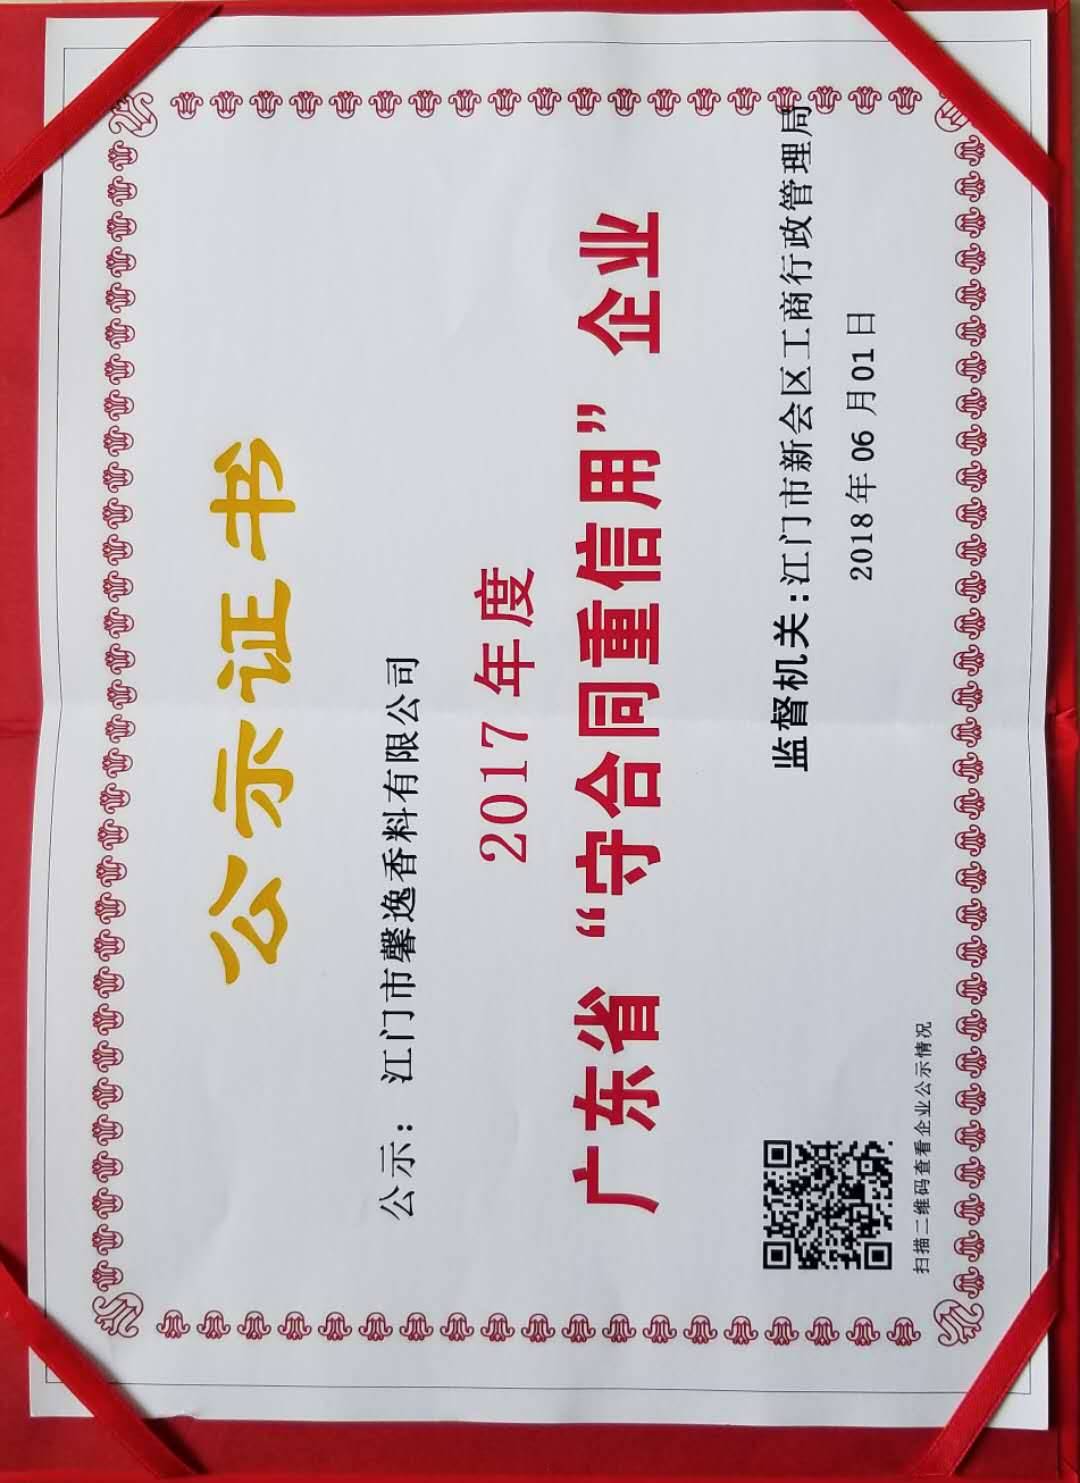 公示证书
公示：江门市馨逸香料有限公司
2017年度
广东省“守合同重信用”企业
监督机关:江门市新会区工商行政管理局
2018年06月01日
扫描二维码查看企业公示情况